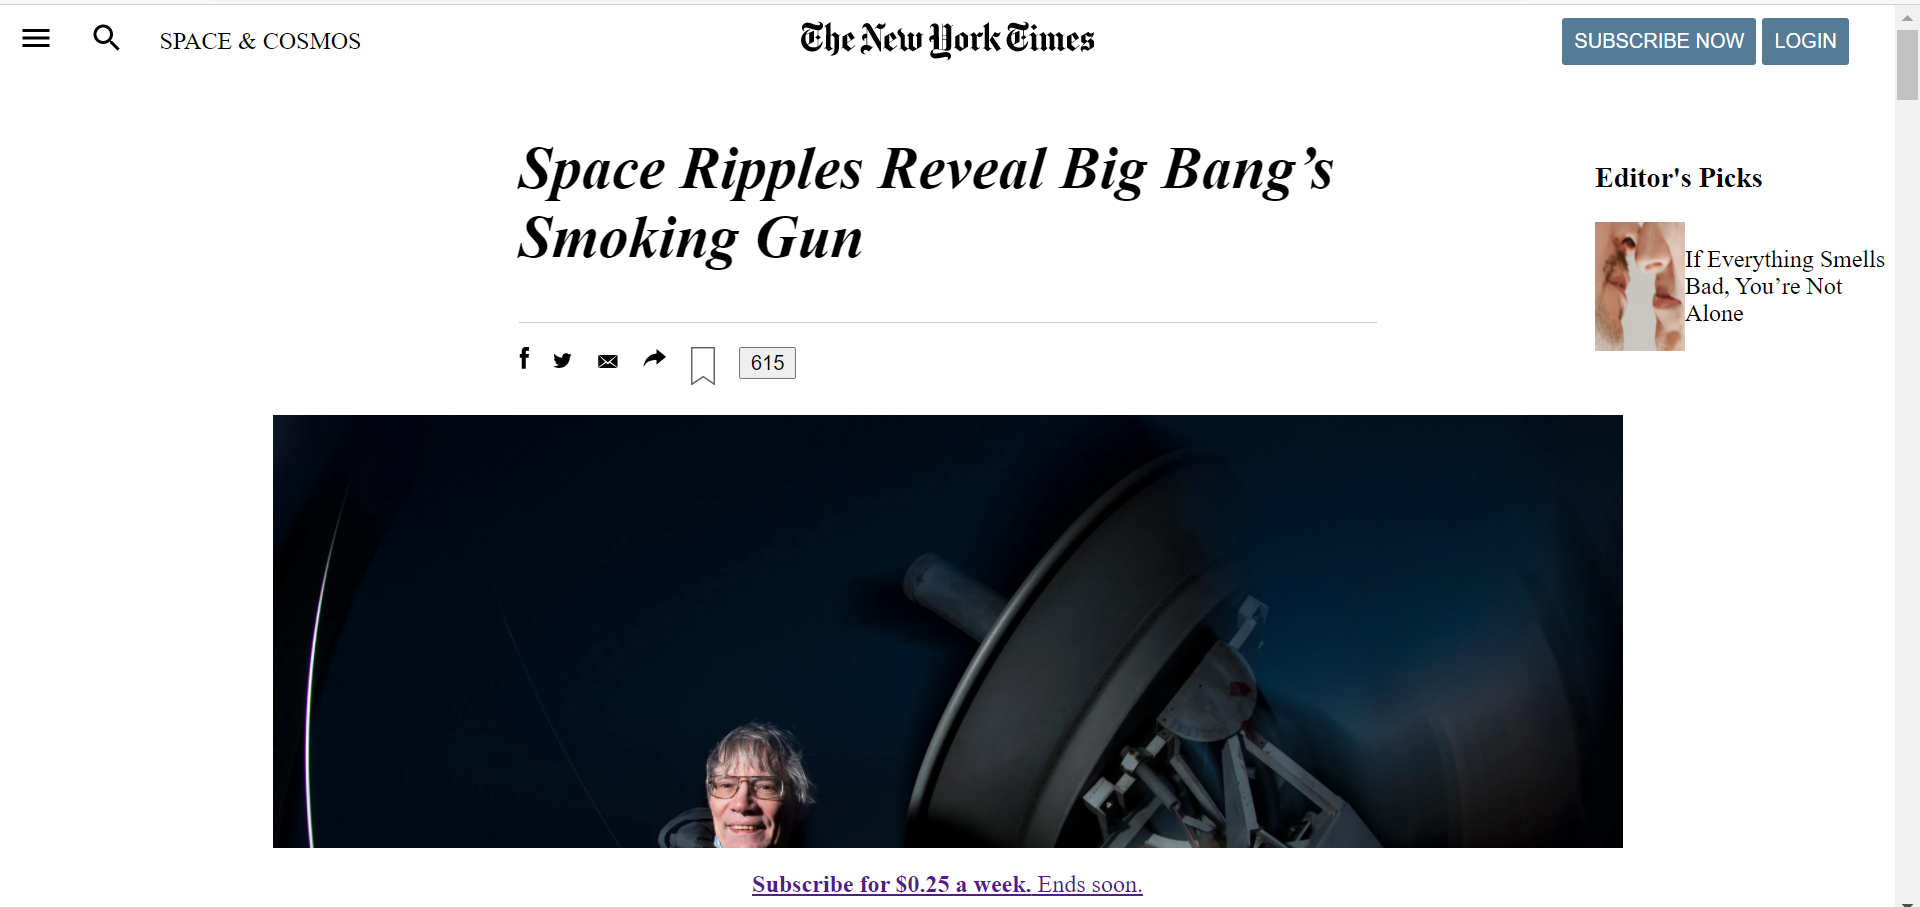 SPACE & COSMOS
The New York Times
SUBSCRIBE NOW
LOGIN
Space Ripples Reveal Big Bang’s
Smoking Gun
615
Editor's Picks
If Everything Smells
Bad, You’re Not
Alone
Subscribe for $0.25 a week. Ends soon.